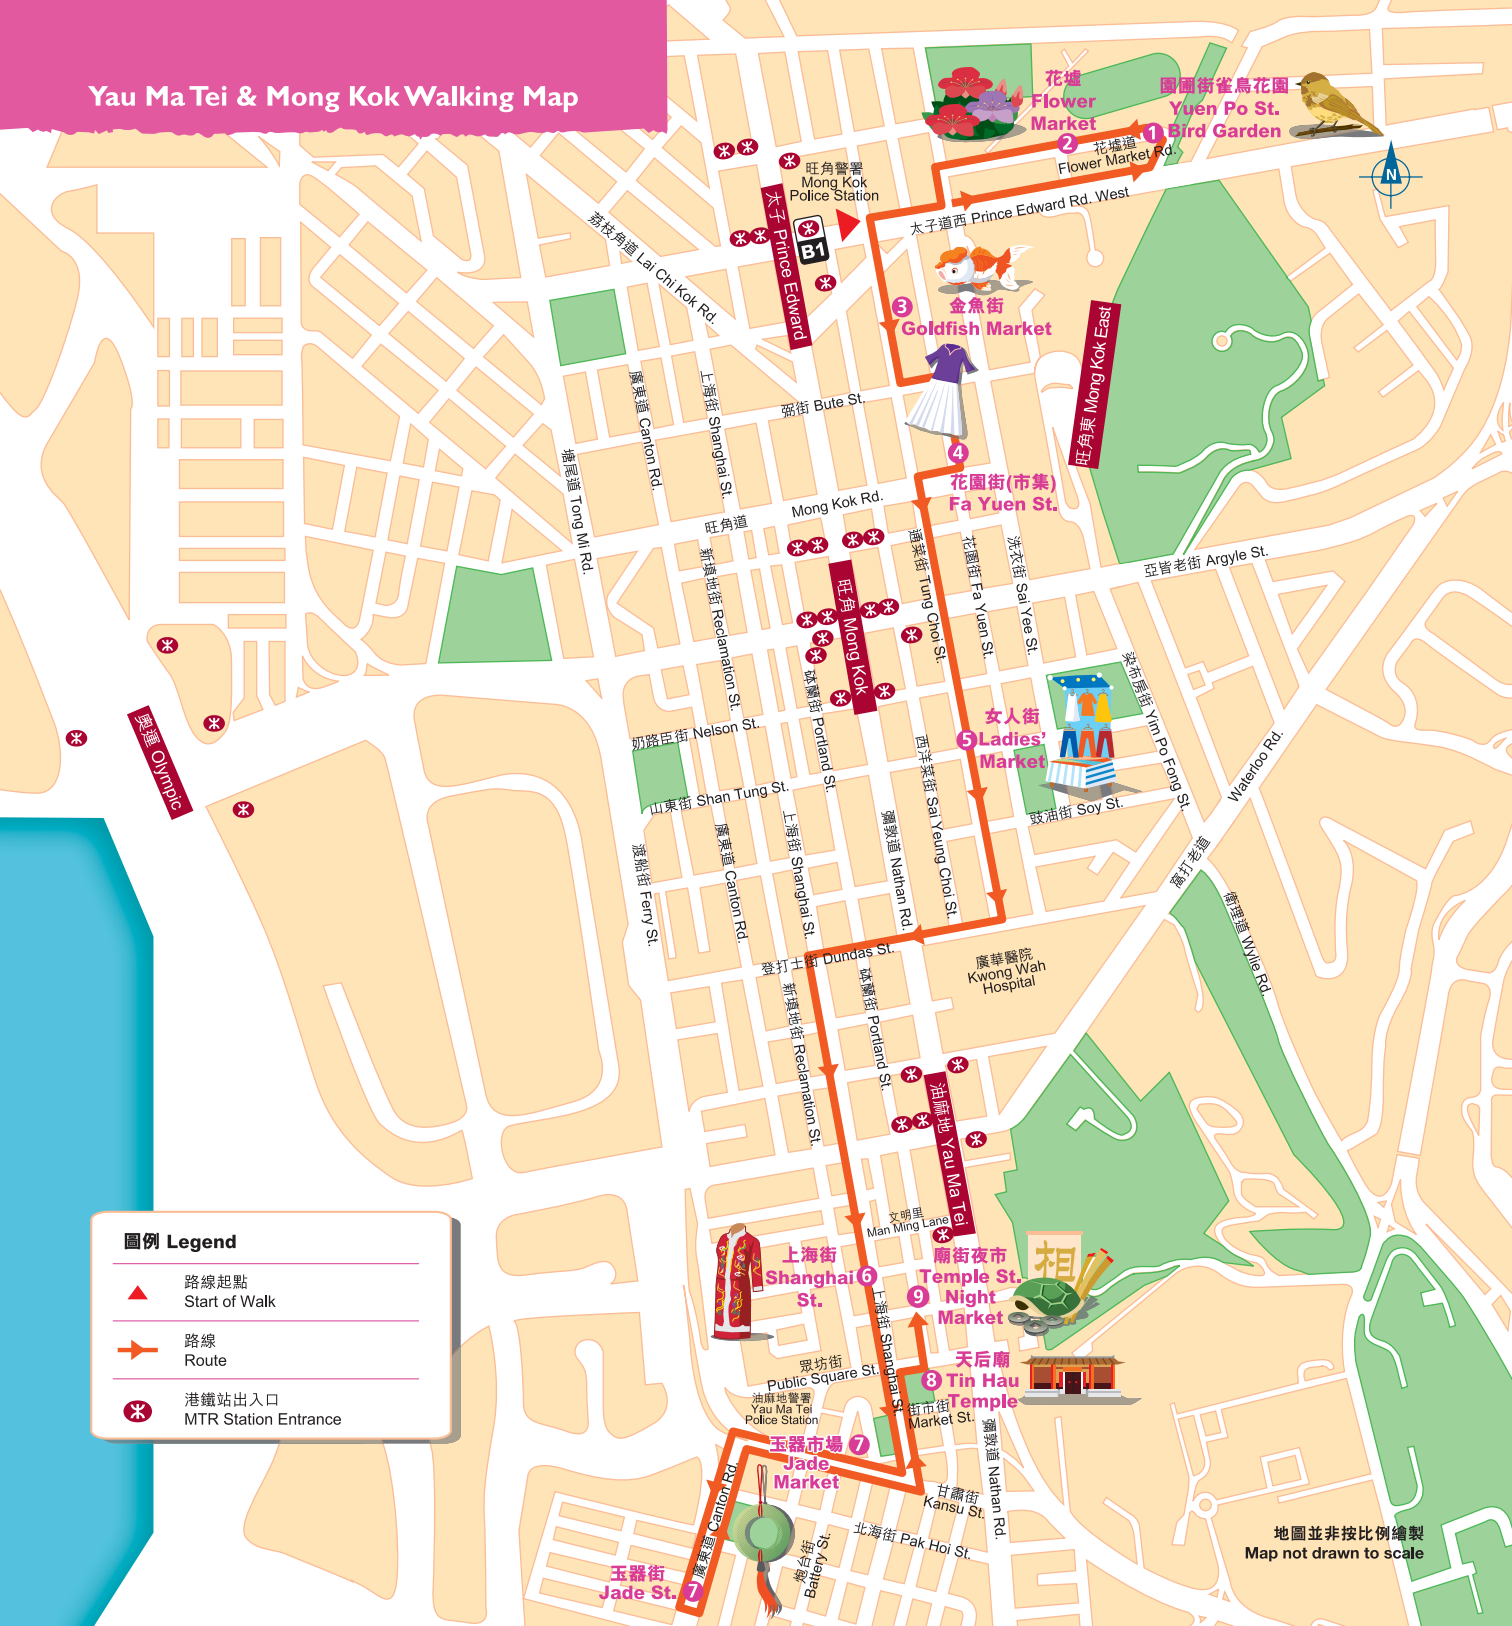 Yau Ma Tei & Mong Kok Walking Map
花墟
Flower
Market
2
園圃街雀鳥花園
Yuen Po St.
Bird Garden
1
花墟道
Flower Market Rd.
旺角警署
Mong Kok
Police Station
N
太子 Prince Edward
B1
太子道西 Prince Edward Rd. West
荔枝角道 Lai Chi Kok Rd.
3
金魚街
Goldfish Market
旺角東 Mong Kok East
廣東道 Canton Rd.
上海街 Shanghai St.
弼街 Bute St.
4
花園街(市集)
Fa Yuen St.
塘尾道 Tong Mi Rd.
旺角道
Mong Kok Rd.
新填地街 Reclamation St.
通菜街 Tung Choi St.
花園街 Fa Yuen St.
洗衣街 Sai Yee St.
亞皆老街 Argyle St.
旺角 Mong Kok
砵蘭街 Portland St.
染布房街 Yim Po Fong St.
奧運 Olympic
奶路臣街 Nelson St.
女人街
5
Ladies’
Market
西洋菜街 Sai Yeung Choi St.
Waterloo Rd.
窩打老道
山東街 Shan Tung St.
豉油街 Soy St.
渡船街 Ferry St.
廣東道 Canton Rd.
上海街 Shanghai St.
彌敦道 Nathan Rd.
衛理道 Wylie Rd.
登打士街 Dundas St.
廣華醫院
Kwong Wah
Hospital
新填地街 Reclamation St.
砵蘭街 Portland St.
油麻地 Yau Ma Tei
文明里
Man Ming Lane
圖例 Legend
路線起點
Start of Walk
路線
Route
港鐵站出入口
MTR Station Entrance
上海街
Shanghai
St.
6
廟街夜市
Temple St.
Night
Market
9
祖
上海街 Shanghai St.
眾坊街
Public Square St.
天后廟
8
Tin Hau
Temple
油麻地警署
Yau Ma Tei
Police Station
街市街
Market St.
彌敦道 Nathan Rd.
玉器市場 7
Jade
Market
廣東道 Canton Rd.
甘肅街
Kansu St.
北海街 Pak Hoi St.
炮台街
Battery St.
玉器街
Jade St. 7
地圖並非按比例繪製
Map not drawn to scale